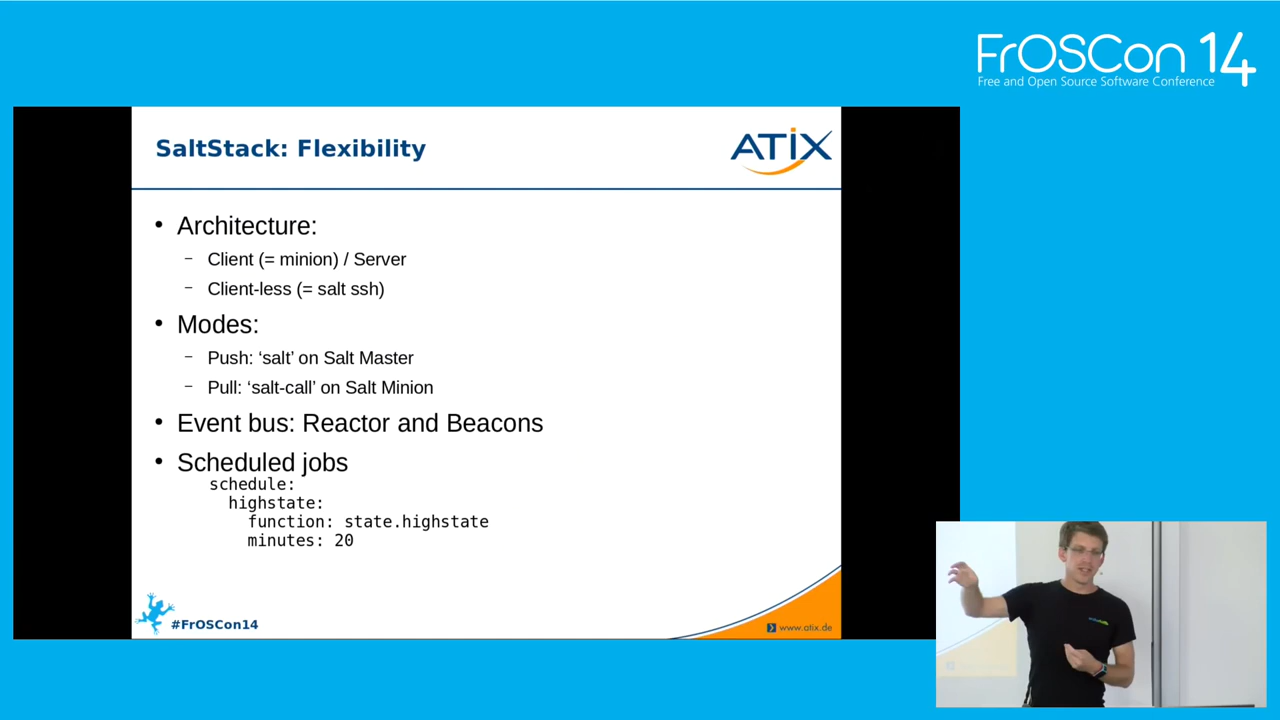 FrOSCon 14
Free and Open Source Software Conference
SaltStack: Flexibility
ATiX
• Architecture:
– Client (= minion) / Server
– Client-less (= salt ssh)
• Modes:
– Push: ‘salt’ on Salt Master
– Pull: ‘salt-call’ on Salt Minion
• Event bus: Reactor and Beacons
• Scheduled jobs
schedule:
highstate:
function: state.highstate
minutes: 20
#FrOSCon14
www.atix.de